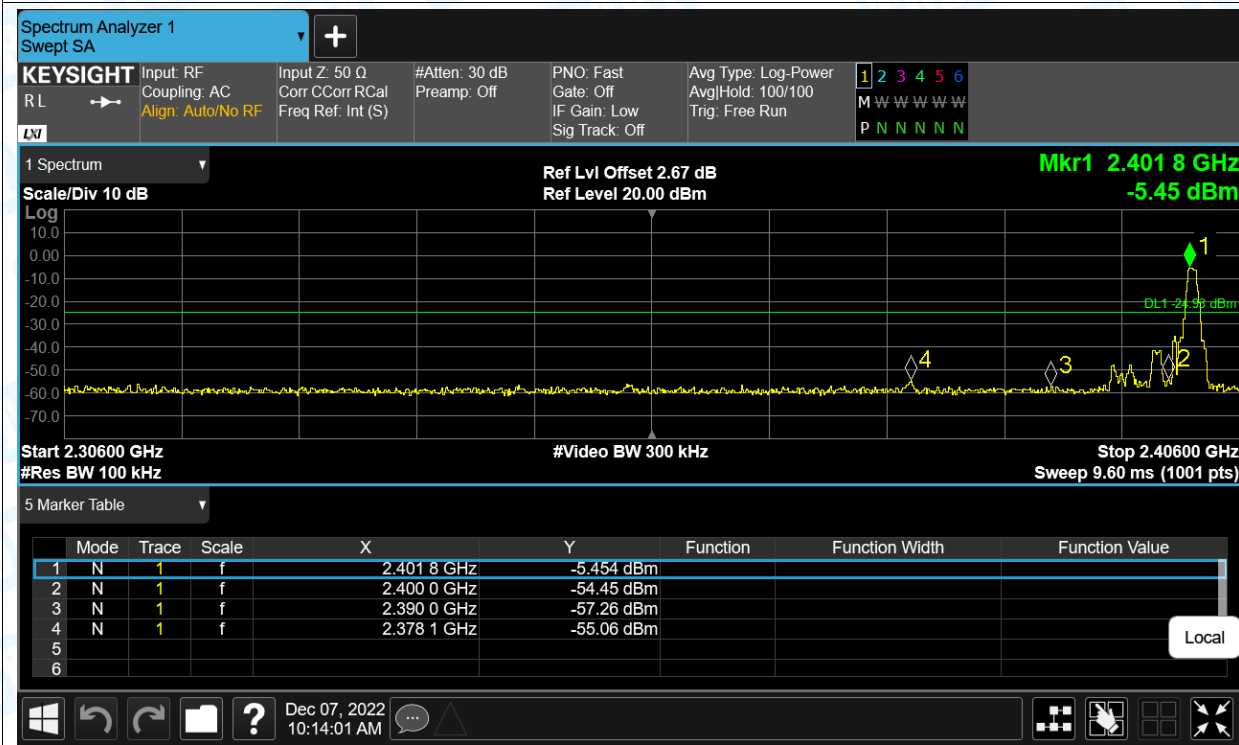 Spectrum Analyzer 1
Swept SA
KEYSIGHT
R L
LXI
Input: RF
Coupling: AC
Align: Auto/No RF
Input Z: 50 Ω
Corr CCorr RCal
Freq Ref: Int (S)
#Atten: 30 dB
Preamp: Off
PNO: Fast
Gate: Off
IF Gain: Low
Sig Track: Off
Avg Type: Log-Power
Avg|Hold: 100/100
Trig: Free Run
1 2 3 4 5 6
M W W W W W
P N N N N N
1 Spectrum
Scale/Div 10 dB
Ref Lvl Offset 2.67 dB
Ref Level 20.00 dBm
Mkr1 2.401 8 GHz
-5.45 dBm
Log
10.0
0.00
-10.0
-20.0
-30.0
-40.0
-50.0
-60.0
-70.0
1
DL1 -24.93 dBm
4
3
2
Start 2.30600 GHz
#Res BW 100 kHz
#Video BW 300 kHz
Stop 2.40600 GHz
Sweep 9.60 ms (1001 pts)
5 Marker Table
Mode Trace Scale X Y Function Function Width Function Value
1 N 1 f 2.401 8 GHz -5.454 dBm
2 N 1 f 2.400 0 GHz -54.45 dBm
3 N 1 f 2.390 0 GHz -57.26 dBm
4 N 1 f 2.378 1 GHz -55.06 dBm
5
6
Local
?
Dec 07, 2022
10:14:01 AM